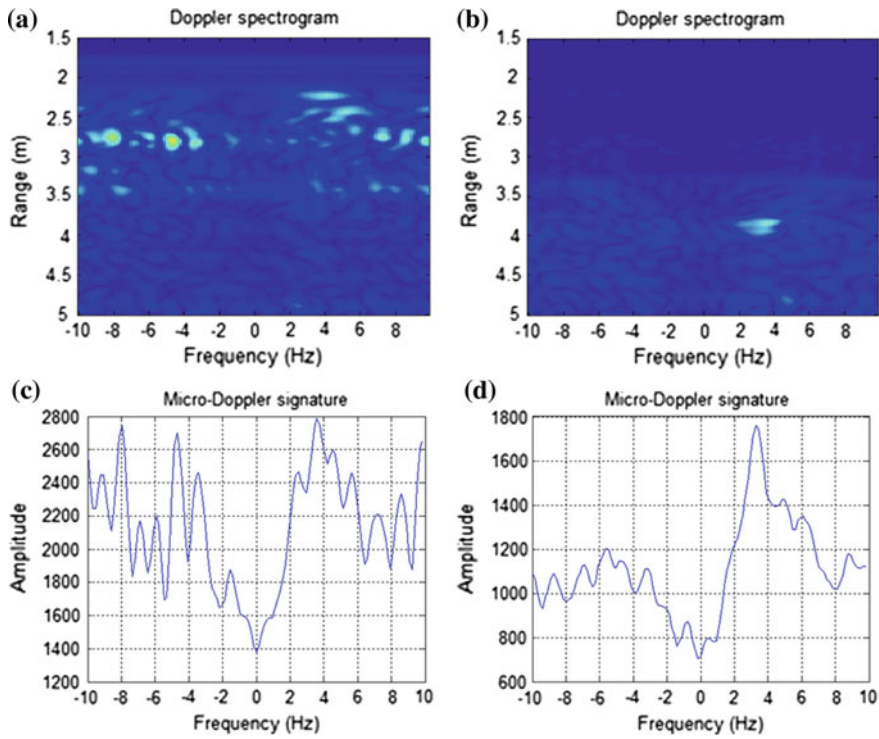 (a)
Doppler spectrogram
1.5
2
2.5
3
3.5
4
4.5
5
Range (m)
-10 -8 -6 -4 -2 0 2 4 6 8
Frequency (Hz)
(b)
Doppler spectrogram
1.5
2
2.5
3
3.5
4
4.5
5
Range (m)
-10 -8 -6 -4 -2 0 2 4 6 8
Frequency (Hz)
(c)
Micro-Doppler signature
2800
2600
2400
2200
2000
1800
1600
1400
1200
Amplitude
-10 -8 -6 -4 -2 0 2 4 6 8 10
Frequency (Hz)
(d)
Micro-Doppler signature
1800
1600
1400
1200
1000
800
600
Amplitude
-10 -8 -6 -4 -2 0 2 4 6 8 10
Frequency (Hz)